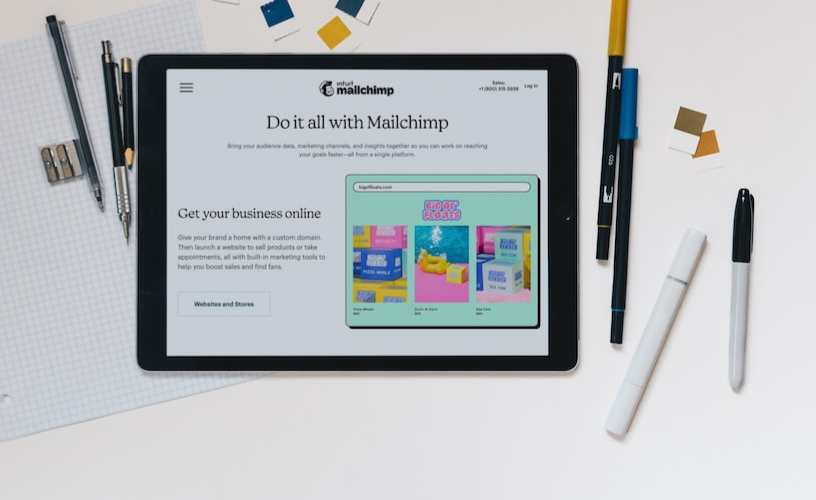 intuit
mailchimp
Sales:
+1 (800) 315-5939
Log In
Do it all with Mailchimp
Bring your audience data, marketing channels, and insights together so you can work on reaching
your goals faster—all from a single platform.
Get your business online
Give your brand a home with a custom domain.
Then launch a website to sell products or take
appointments, all with built-in marketing tools to
help you boost sales and find fans.
Websites and Stores
bigolfloats.com
BIG OL'
FLOATS
PIZZA WHALE
SEA COW